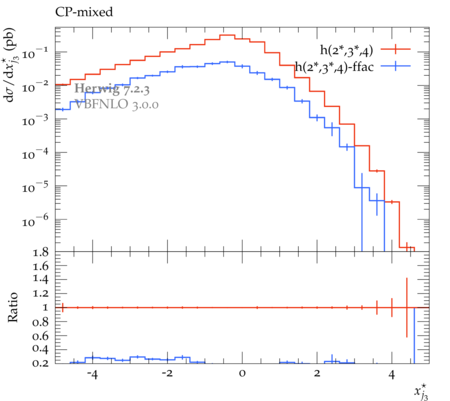 CP-mixed
dσ/dx*_{j3} (pb)
10^{-1}
10^{-2}
10^{-3}
10^{-4}
10^{-5}
10^{-6}
h(2*,3*,4)
h(2*,3*,4)-ffac
Herwig 7.2.3
VBFNLO 3.0.0
Ratio
1.8
1.6
1.4
1.2
1
0.8
0.6
0.4
0.2
-4 -2 0 2 4
x*_{j3}